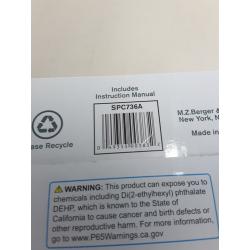 Includes
Instruction Manual
SPC736A
M.Z.Berger &
New York, N
ase Recycle
Made in
WARNING: This product can expose you to
chemicals including Di(2-ethylhexyl) phthalate
DEHP, which is known to the State of
California to cause cancer and birth defects or
other reproductive harm. For more information
go to www.P65Warnings.ca.gov